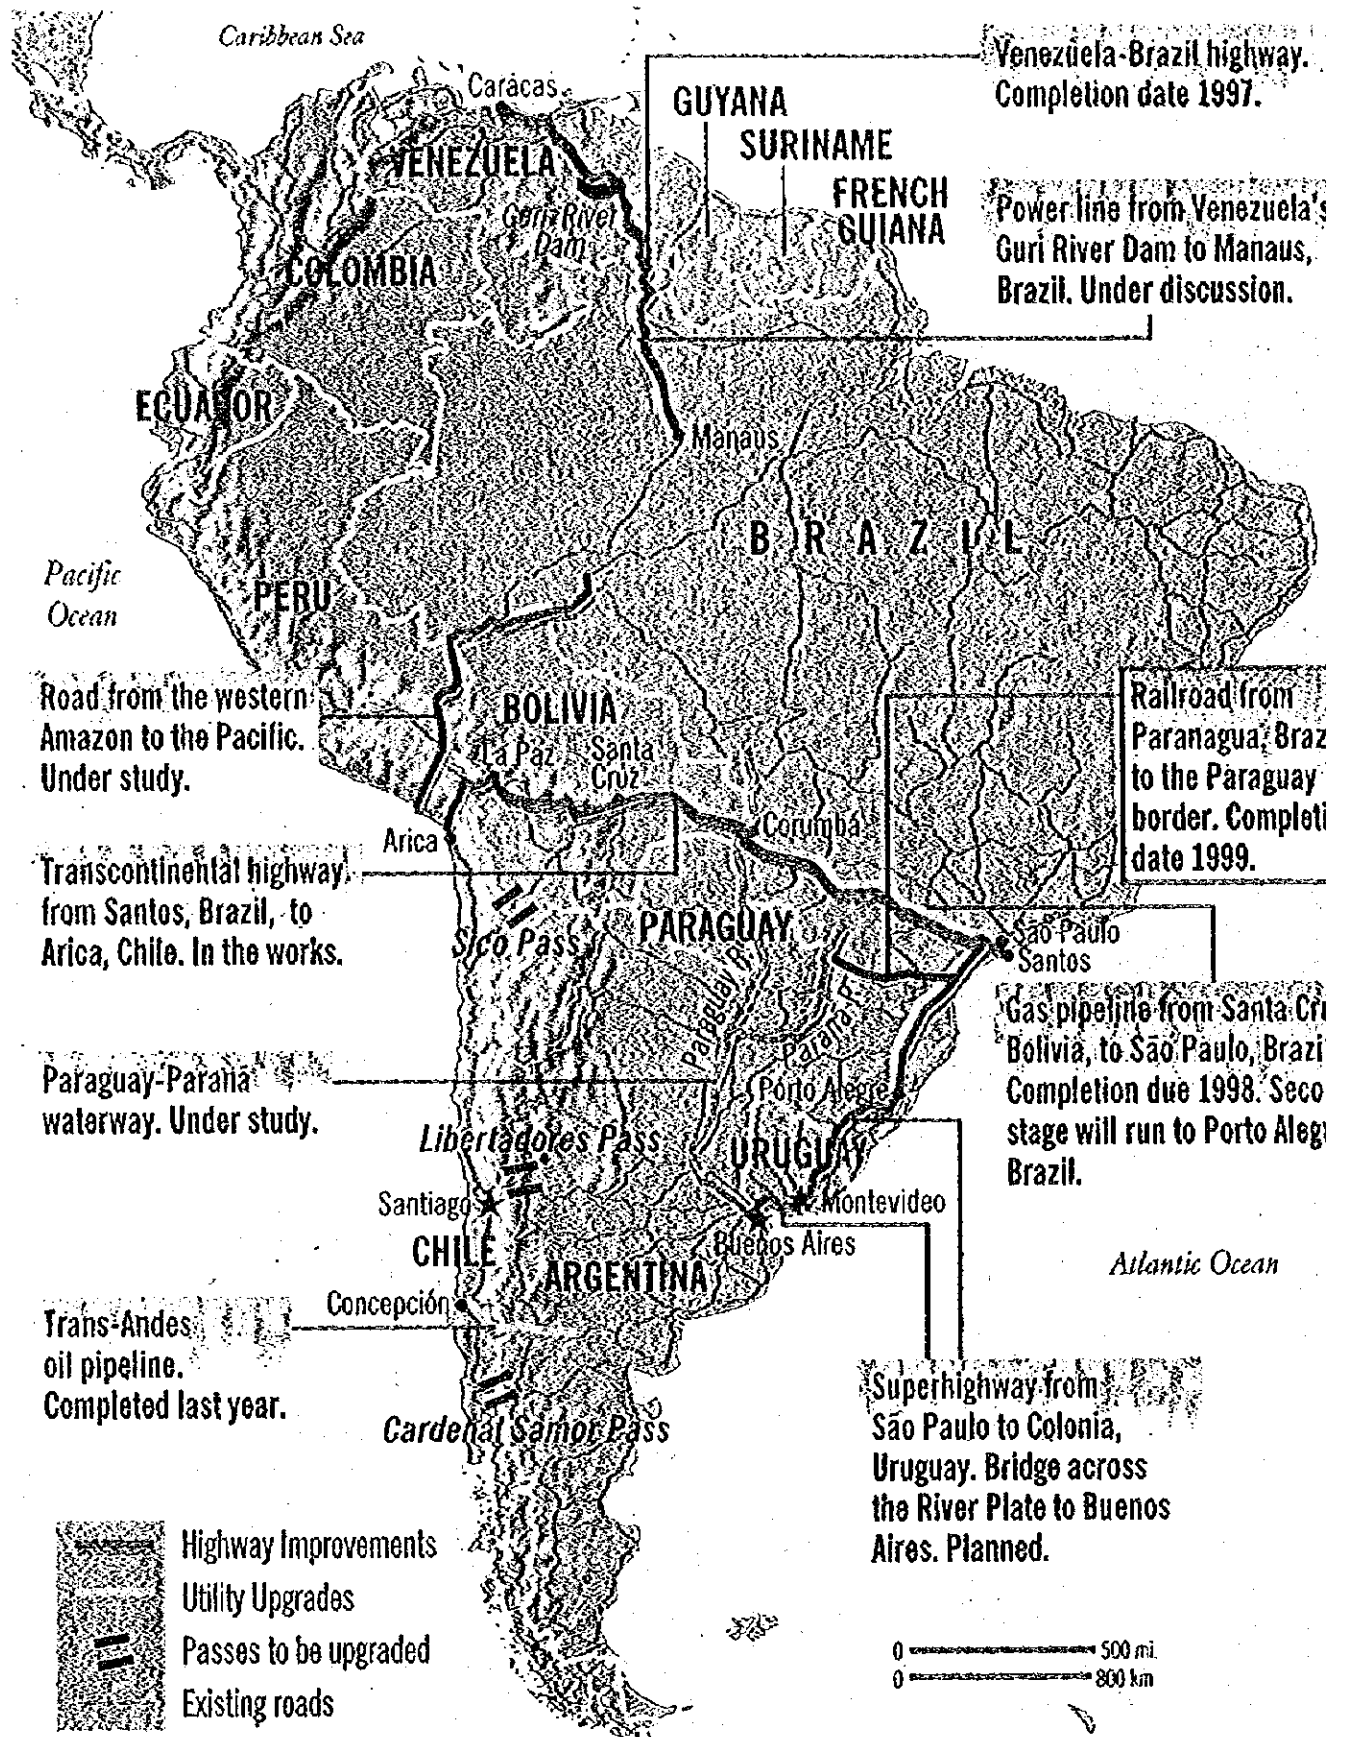 Caribbean Sea
Carácas
GUYANA
SURINAME
FRENCH
GUIANA
VENEZUELA
Guri River
Dam
COLOMBIA
ECUADOR
Manaus
BRAZIL
PERU
Pacific
Ocean
BOLIVIA
La Paz
Santa
Cruz
Corumbá
Arica
Sico Pass
PARAGUAY
Paraguay R.
Paraná R.
São Paulo
Santos
Porto Alegre
Libertadores Pass
URUGUAY
Santiago
Montevideo
Buenos Aires
CHILE
ARGENTINA
Concepción
Atlantic Ocean
Cardenal Samor Pass
Venezuela-Brazil highway.
Completion date 1997.
Power line from Venezuela's
Guri River Dam to Manaus,
Brazil. Under discussion.
Road from the western
Amazon to the Pacific.
Under study.
Railroad from
Paranagua, Braz
to the Paraguay
border. Completi
date 1999.
Transcontinental highway
from Santos, Brazil, to
Arica, Chile. In the works.
Gas pipeline from Santa Cru
Bolivia, to São Paulo, Brazi
Completion due 1998. Seco
stage will run to Porto Aleg
Brazil.
Paraguay-Paraná
waterway. Under study.
Trans-Andes
oil pipeline.
Completed last year.
Superhighway from
São Paulo to Colonia,
Uruguay. Bridge across
the River Plate to Buenos
Aires. Planned.
Highway Improvements
Utility Upgrades
Passes to be upgraded
Existing roads
0 500 mi.
0 800 km